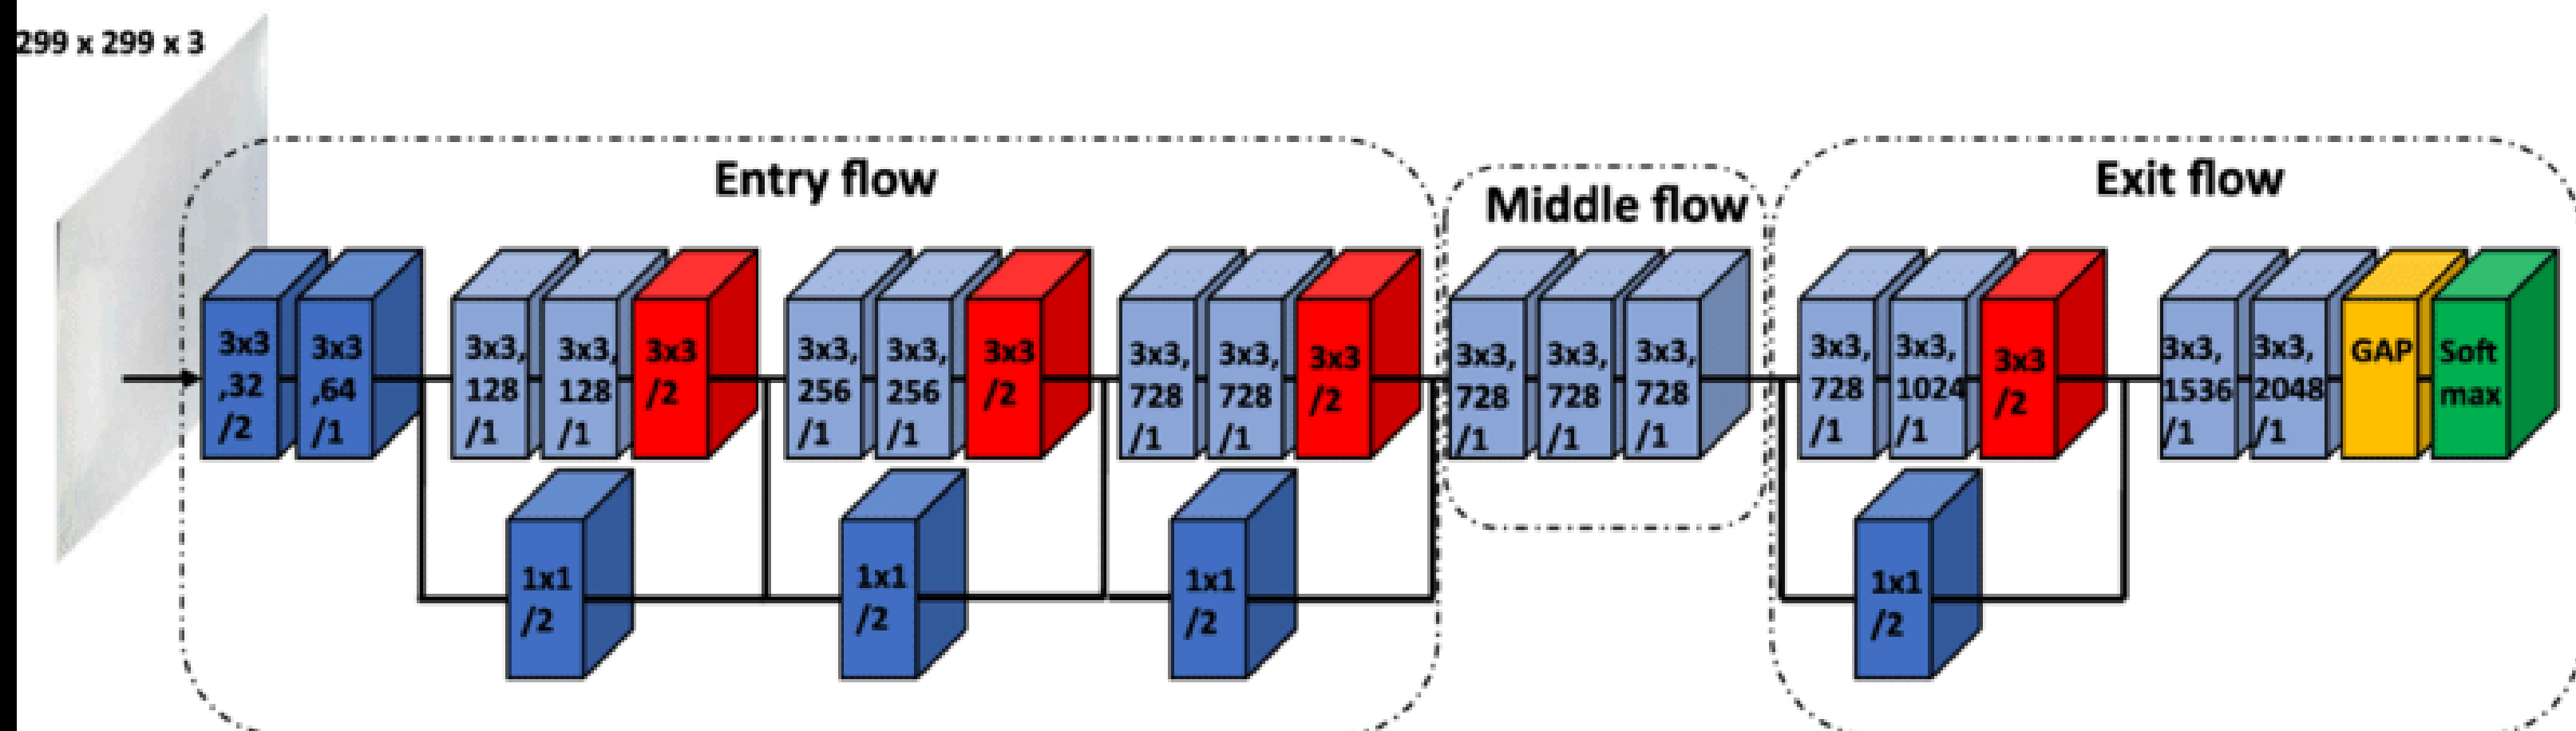 299 x 299 x 3
Entry flow
Middle flow
Exit flow
3x3
,32
/2
3x3
,64
/1
3x3,
128
/1
3x3,
128
/1
3x3
/2
3x3,
256
/1
3x3,
256
/1
3x3
/2
3x3,
728
/1
3x3,
728
/1
3x3
/2
3x3,
728
/1
3x3,
728
/1
3x3,
728
/1
3x3,
728
/1
3x3,
1024
/1
3x3
/2
3x3,
1536
/1
3x3,
2048
/1
GAP
Soft
max
1x1
/2
1x1
/2
1x1
/2
1x1
/2